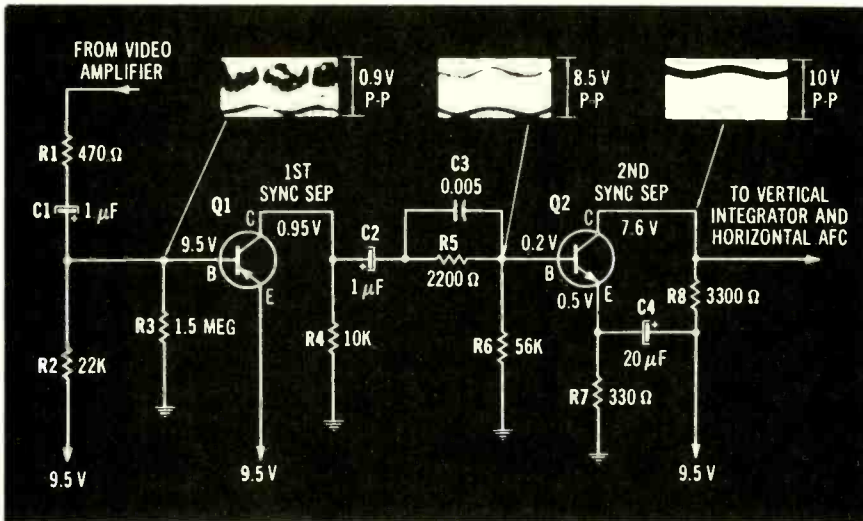 FROM VIDEO
AMPLIFIER
0.9 V
P-P
8.5 V
P-P
10 V
P-P
R1
470 Ω
C1
1 μF
Q1
1ST
SYNC SEP
C
0.95 V
9.5 V
B
E
C2
1 μF
C3
0.005
R5
2200 Ω
Q2
2ND
SYNC SEP
C
7.6 V
0.2 V
B
E
0.5 V
TO VERTICAL
INTEGRATOR AND
HORIZONTAL AFC
R8
3300 Ω
C4
20 μF
R2
22K
R3
1.5 MEG
R4
10K
R6
56K
R7
330 Ω
9.5 V
9.5 V
9.5 V